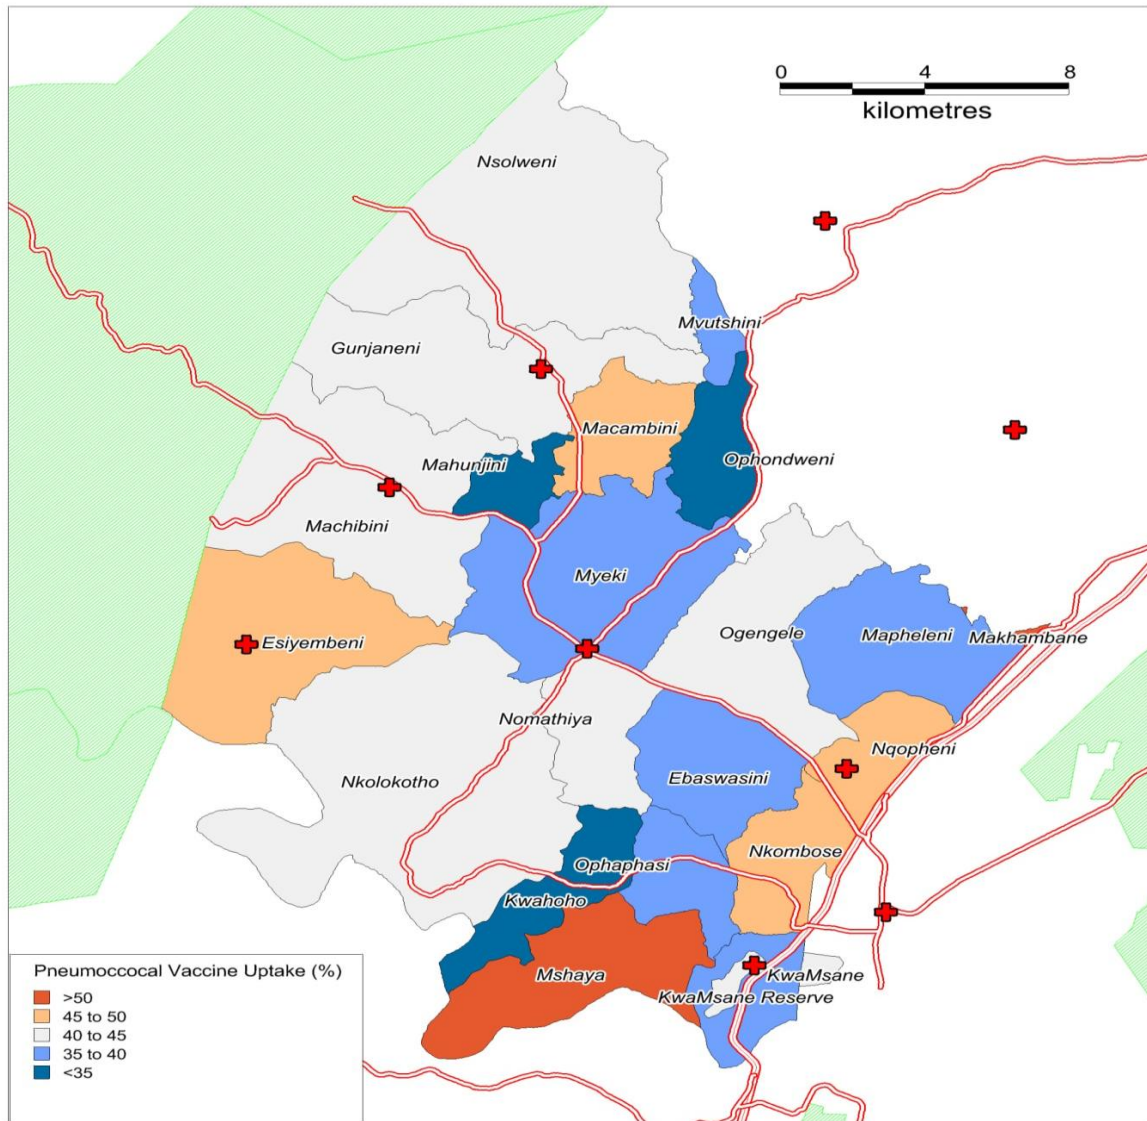 0 4 8
kilometres
Nsolweni
Mvutshini
Gunjaneni
Macambini
Mahunjini
Ophondweni
Machibini
Myeki
Esiyembeni
Ogengele
Mapheleni
Makhambane
Nomathiya
Nqopheni
Nkolokotho
Ebaswasini
Nkombose
Ophaphasi
Kwahoho
Mshaya
KwaMsane
KwaMsane Reserve
Pneumoccocal Vaccine Uptake (%)
>50
45 to 50
40 to 45
35 to 40
<35